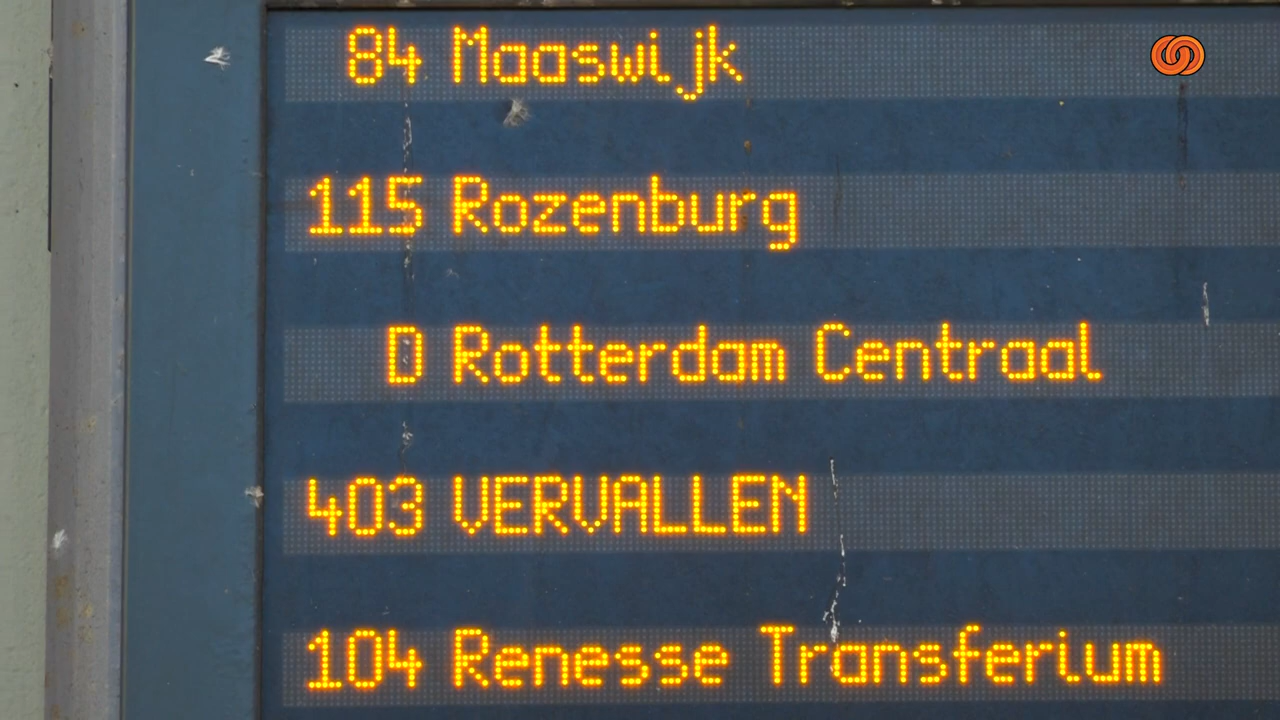 84 Maaswijk
115 Rozenburg
D Rotterdam Centraal
403 VERVALLEN
104 Renesse Transferium